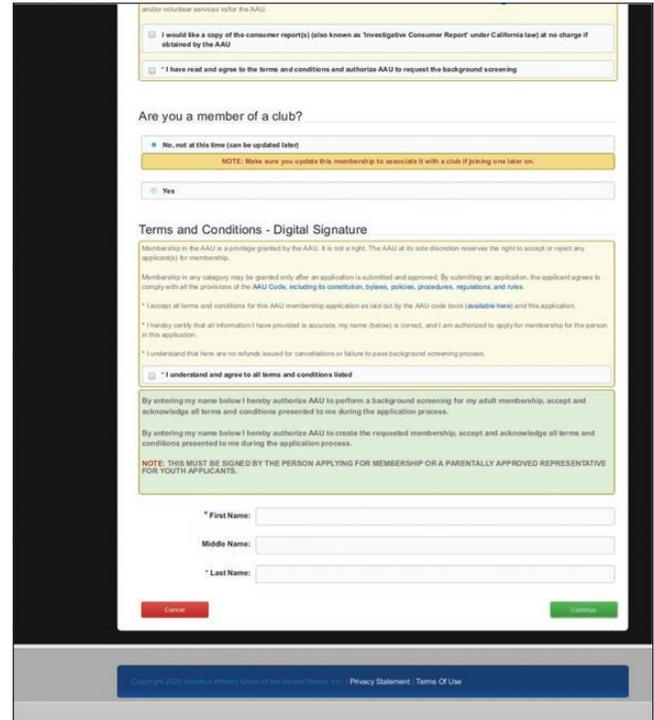 and/or volunteer services to/for the AAU.
I would like a copy of the consumer report(s) (also known as 'Investigative Consumer Report' under California law) at no charge if
obtained by the AAU
* I have read and agree to the terms and conditions and authorize AAU to request the background screening
Are you a member of a club?
No, not at this time (can be updated later)
NOTE: Make sure you update this membership to associate it with a club if joining one later on.
Yes
Terms and Conditions - Digital Signature
Membership in the AAU is a privilege granted by the AAU. It is not a right. The AAU at its sole discretion reserves the right to accept or reject any
applicant(s) for membership.
Membership in any category may be granted only after an application is submitted and approved. By submitting an application, the applicant agrees to
comply with all the provisions of the AAU Code, including its constitution, bylaws, policies, procedures, regulations, and rules.
* I accept all terms and conditions for this AAU membership application as laid out by the AAU code book (available here) and this application.
* I hereby certify that all information I have provided is accurate, my name (below) is correct, and I am authorized to apply for membership for the person
in this application.
* I understand that here are no refunds issued for cancellations or failure to pass background screening process.
* I understand and agree to all terms and conditions listed
By entering my name below I hereby authorize AAU to perform a background screening for my adult membership, accept and
acknowledge all terms and conditions presented to me during the application process.
By entering my name below I hereby authorize AAU to create the requested membership, accept and acknowledge all terms and
conditions presented to me during the application process.
NOTE: THIS MUST BE SIGNED BY THE PERSON APPLYING FOR MEMBERSHIP OR A PARENTALLY APPROVED REPRESENTATIVE
FOR YOUTH APPLICANTS.
* First Name:
Middle Name:
* Last Name:
Cancel
Continue
Copyright 2020 Amateur Athletic Union of the United States, Inc. | Privacy Statement | Terms Of Use